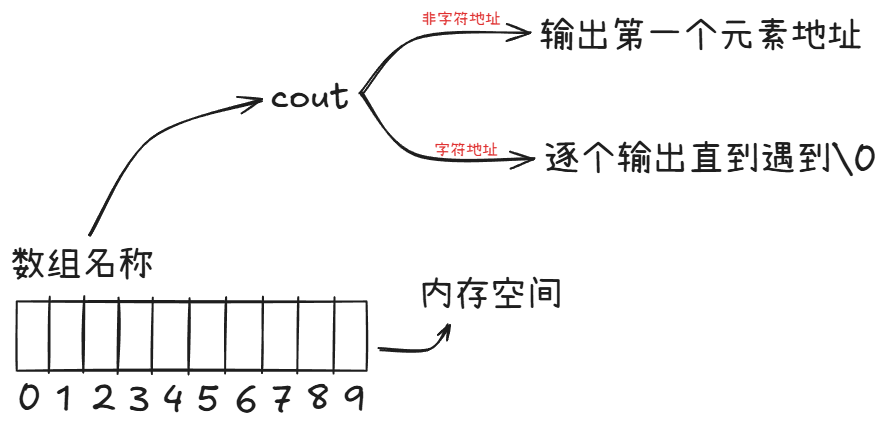 非字符地址
输出第一个元素地址
cout
字符地址
逐个输出直到遇到\0
数组名称
内存空间
0 1 2 3 4 5 6 7 8 9